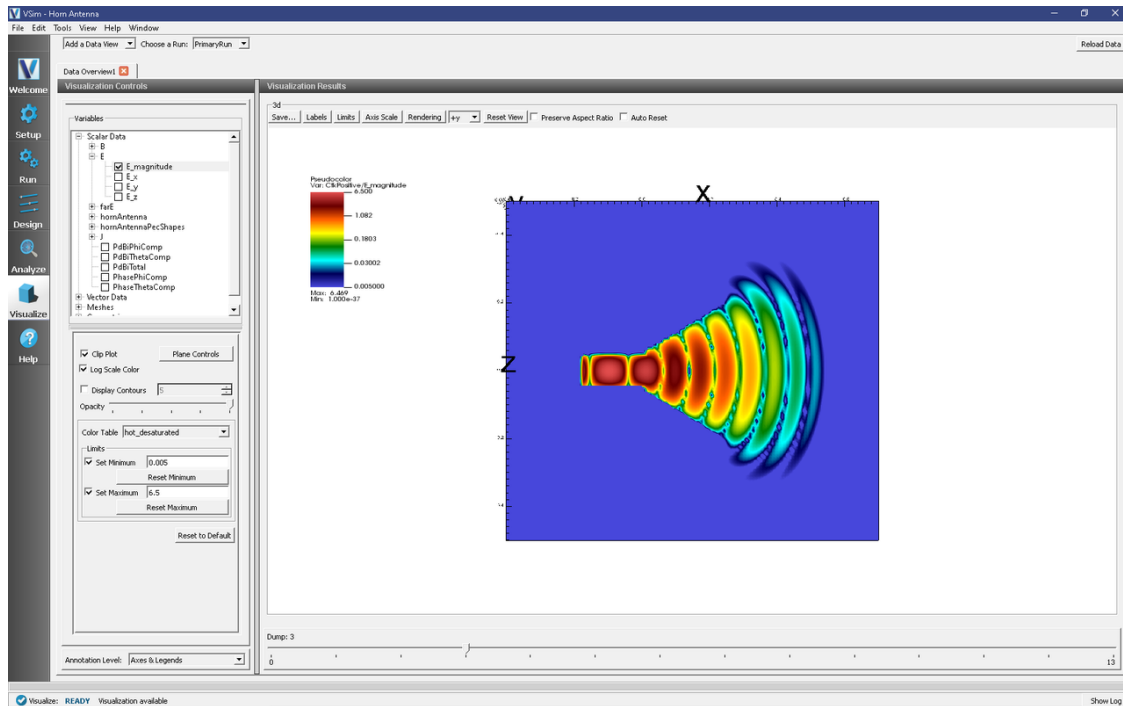 VSim - Horn Antenna
File Edit Tools View Help Window
Add a Data View Choose a Run: PrimaryRun Reload Data
Data Overview1
Welcome
Setup
Run
Design
Analyze
Visualize
Help
Visualization Controls
Variables
Scalar Data
B
E
E_magnitude
E_x
E_y
E_z
farE
hornAntenna
hornAntennaPecShapes
J
PdBiPhiComp
PdBiThetaComp
PdBiTotal
PhasePhiComp
PhaseThetaComp
Vector Data
Meshes
Clip Plot Plane Controls
Log Scale Color
Display Contours 5
Opacity
Color Table hot_desaturated
Limits
Set Minimum 0.005
Reset Minimum
Set Maximum 6.5
Reset Maximum
Reset to Default
Annotation Level: Axes & Legends
Visualization Results
3d
Save... Labels Limits Axis Scale Rendering +y Reset View Preserve Aspect Ratio Auto Reset
Pseudocolor
Var: CtkPositive/E_magnitude
6.500
1.082
0.1803
0.03002
0.005000
Max: 6.469
Min: 1.000e-37
X
Z
Dump: 3
0 13
Visualize: READY Visualization available Show Log